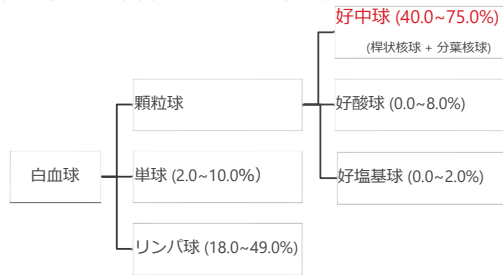 好中球 (40.0~75.0%)
(桿状核球 + 分葉核球)
顆粒球
好酸球 (0.0~8.0%)
白血球
単球 (2.0~10.0%)
好塩基球 (0.0~2.0%)
リンパ球 (18.0~49.0%)